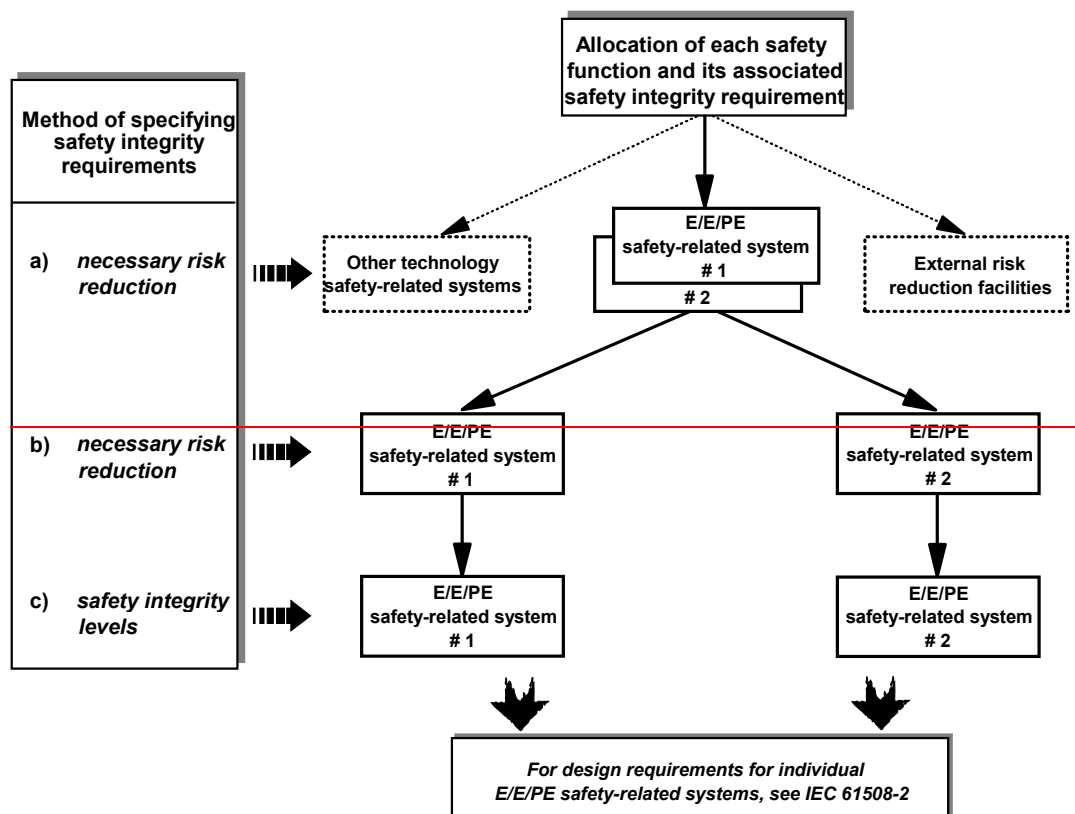 Allocation of each safety
function and its associated
safety integrity requirement
Method of specifying
safety integrity
requirements
a) necessary risk
reduction
Other technology
safety-related systems
E/E/PE
safety-related system
# 1
# 2
External risk
reduction facilities
b) necessary risk
reduction
E/E/PE
safety-related system
# 1
E/E/PE
safety-related system
# 2
c) safety integrity
levels
E/E/PE
safety-related system
# 1
E/E/PE
safety-related system
# 2
For design requirements for individual
E/E/PE safety-related systems, see IEC 61508-2